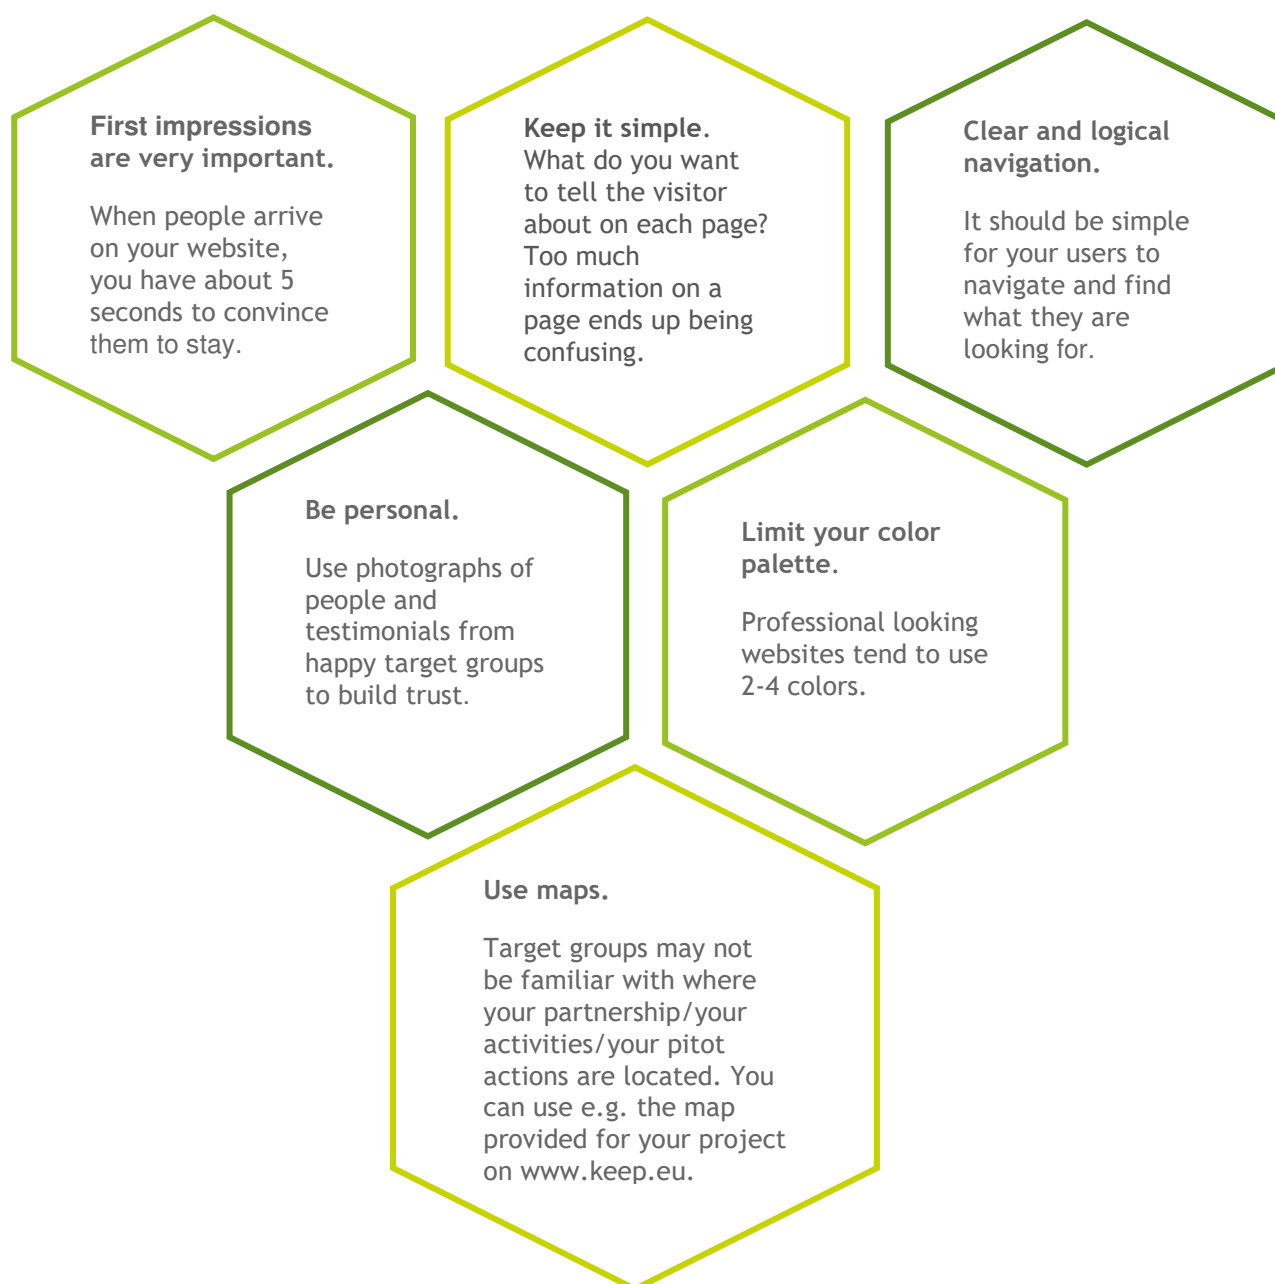 First impressions
are very important.
When people arrive
on your website,
you have about 5
seconds to convince
them to stay.
Keep it simple.
What do you want
to tell the visitor
about on each page?
Too much
information on a
page ends up being
confusing.
Clear and logical
navigation.
It should be simple
for your users to
navigate and find
what they are
looking for.
Be personal.
Use photographs of
people and
testimonials from
happy target groups
to build trust.
Limit your color
palette.
Professional looking
websites tend to use
2-4 colors.
Use maps.
Target groups may not
be familiar with where
your partnership/your
activities/your pitot
actions are located. You
can use e.g. the map
provided for your project
on www.keep.eu.